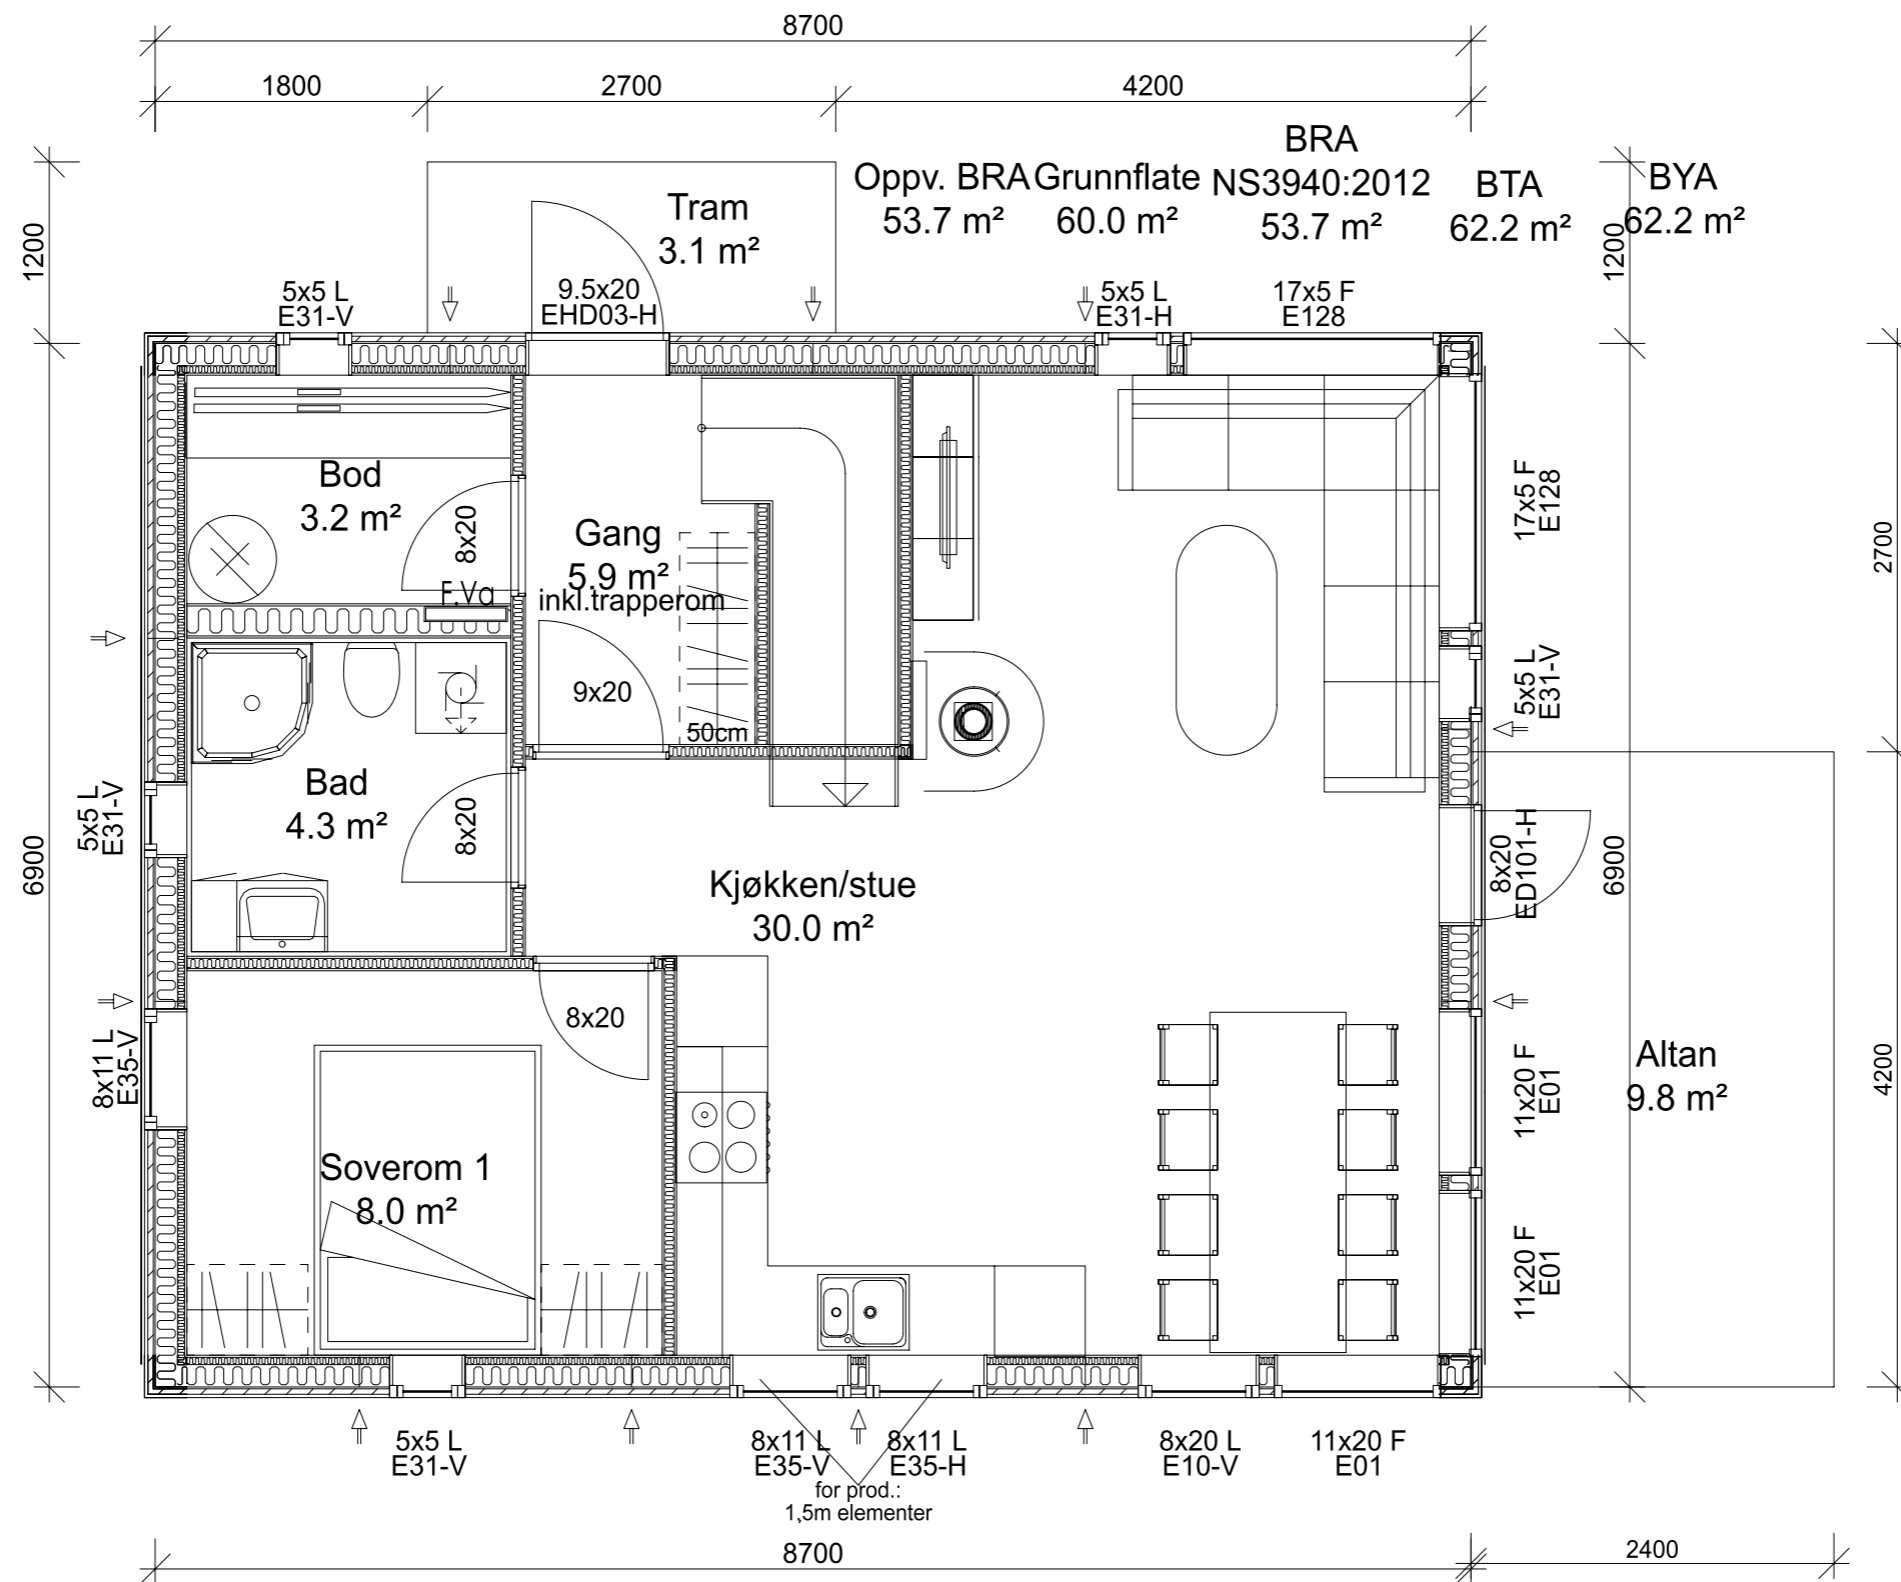 8700
1800
2700
4200
BRA
Oppv. BRA
53.7 m²
Grunnflate
60.0 m²
NS3940:2012
53.7 m²
BTA
62.2 m²
BYA
62.2 m²
1200
1200
Tram
3.1 m²
5x5 L
E31-V
9.5x20
EHD03-H
5x5 L
E31-H
17x5 F
E128
Bod
3.2 m²
8x20
F.Va
Gang
5.9 m²
inkl.trapperom
9x20
50cm
17x5 F
E128
2700
5x5 L
E31-V
Bad
4.3 m²
8x20
5x5 L
E31-V
6900
Kjøkken/stue
30.0 m²
8x20
ED101-H
6900
8x20
8x11 L
E35-V
Soverom 1
8.0 m²
11x20 F
E01
Altan
9.8 m²
4200
11x20 F
E01
5x5 L
E31-V
8x11 L
E35-V
8x11 L
E35-H
8x20 L
E10-V
11x20 F
E01
for prod.:
1,5m elementer
8700
2400